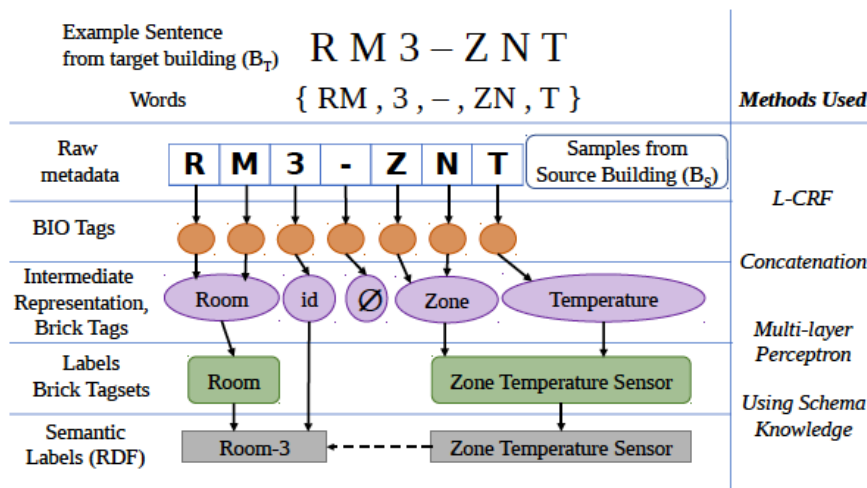 Example Sentence
from target building (B_T)
R M 3 – Z N T
Words
{ RM , 3 , – , ZN , T }
Methods Used
Raw
metadata
R M 3 - Z N T
Samples from
Source Building (B_S)
L-CRF
BIO Tags
Concatenation
Intermediate
Representation,
Brick Tags
Room
id
Ø
Zone
Temperature
Multi-layer
Perceptron
Labels
Brick Tagsets
Room
Zone Temperature Sensor
Using Schema
Knowledge
Semantic
Labels (RDF)
Room-3
Zone Temperature Sensor